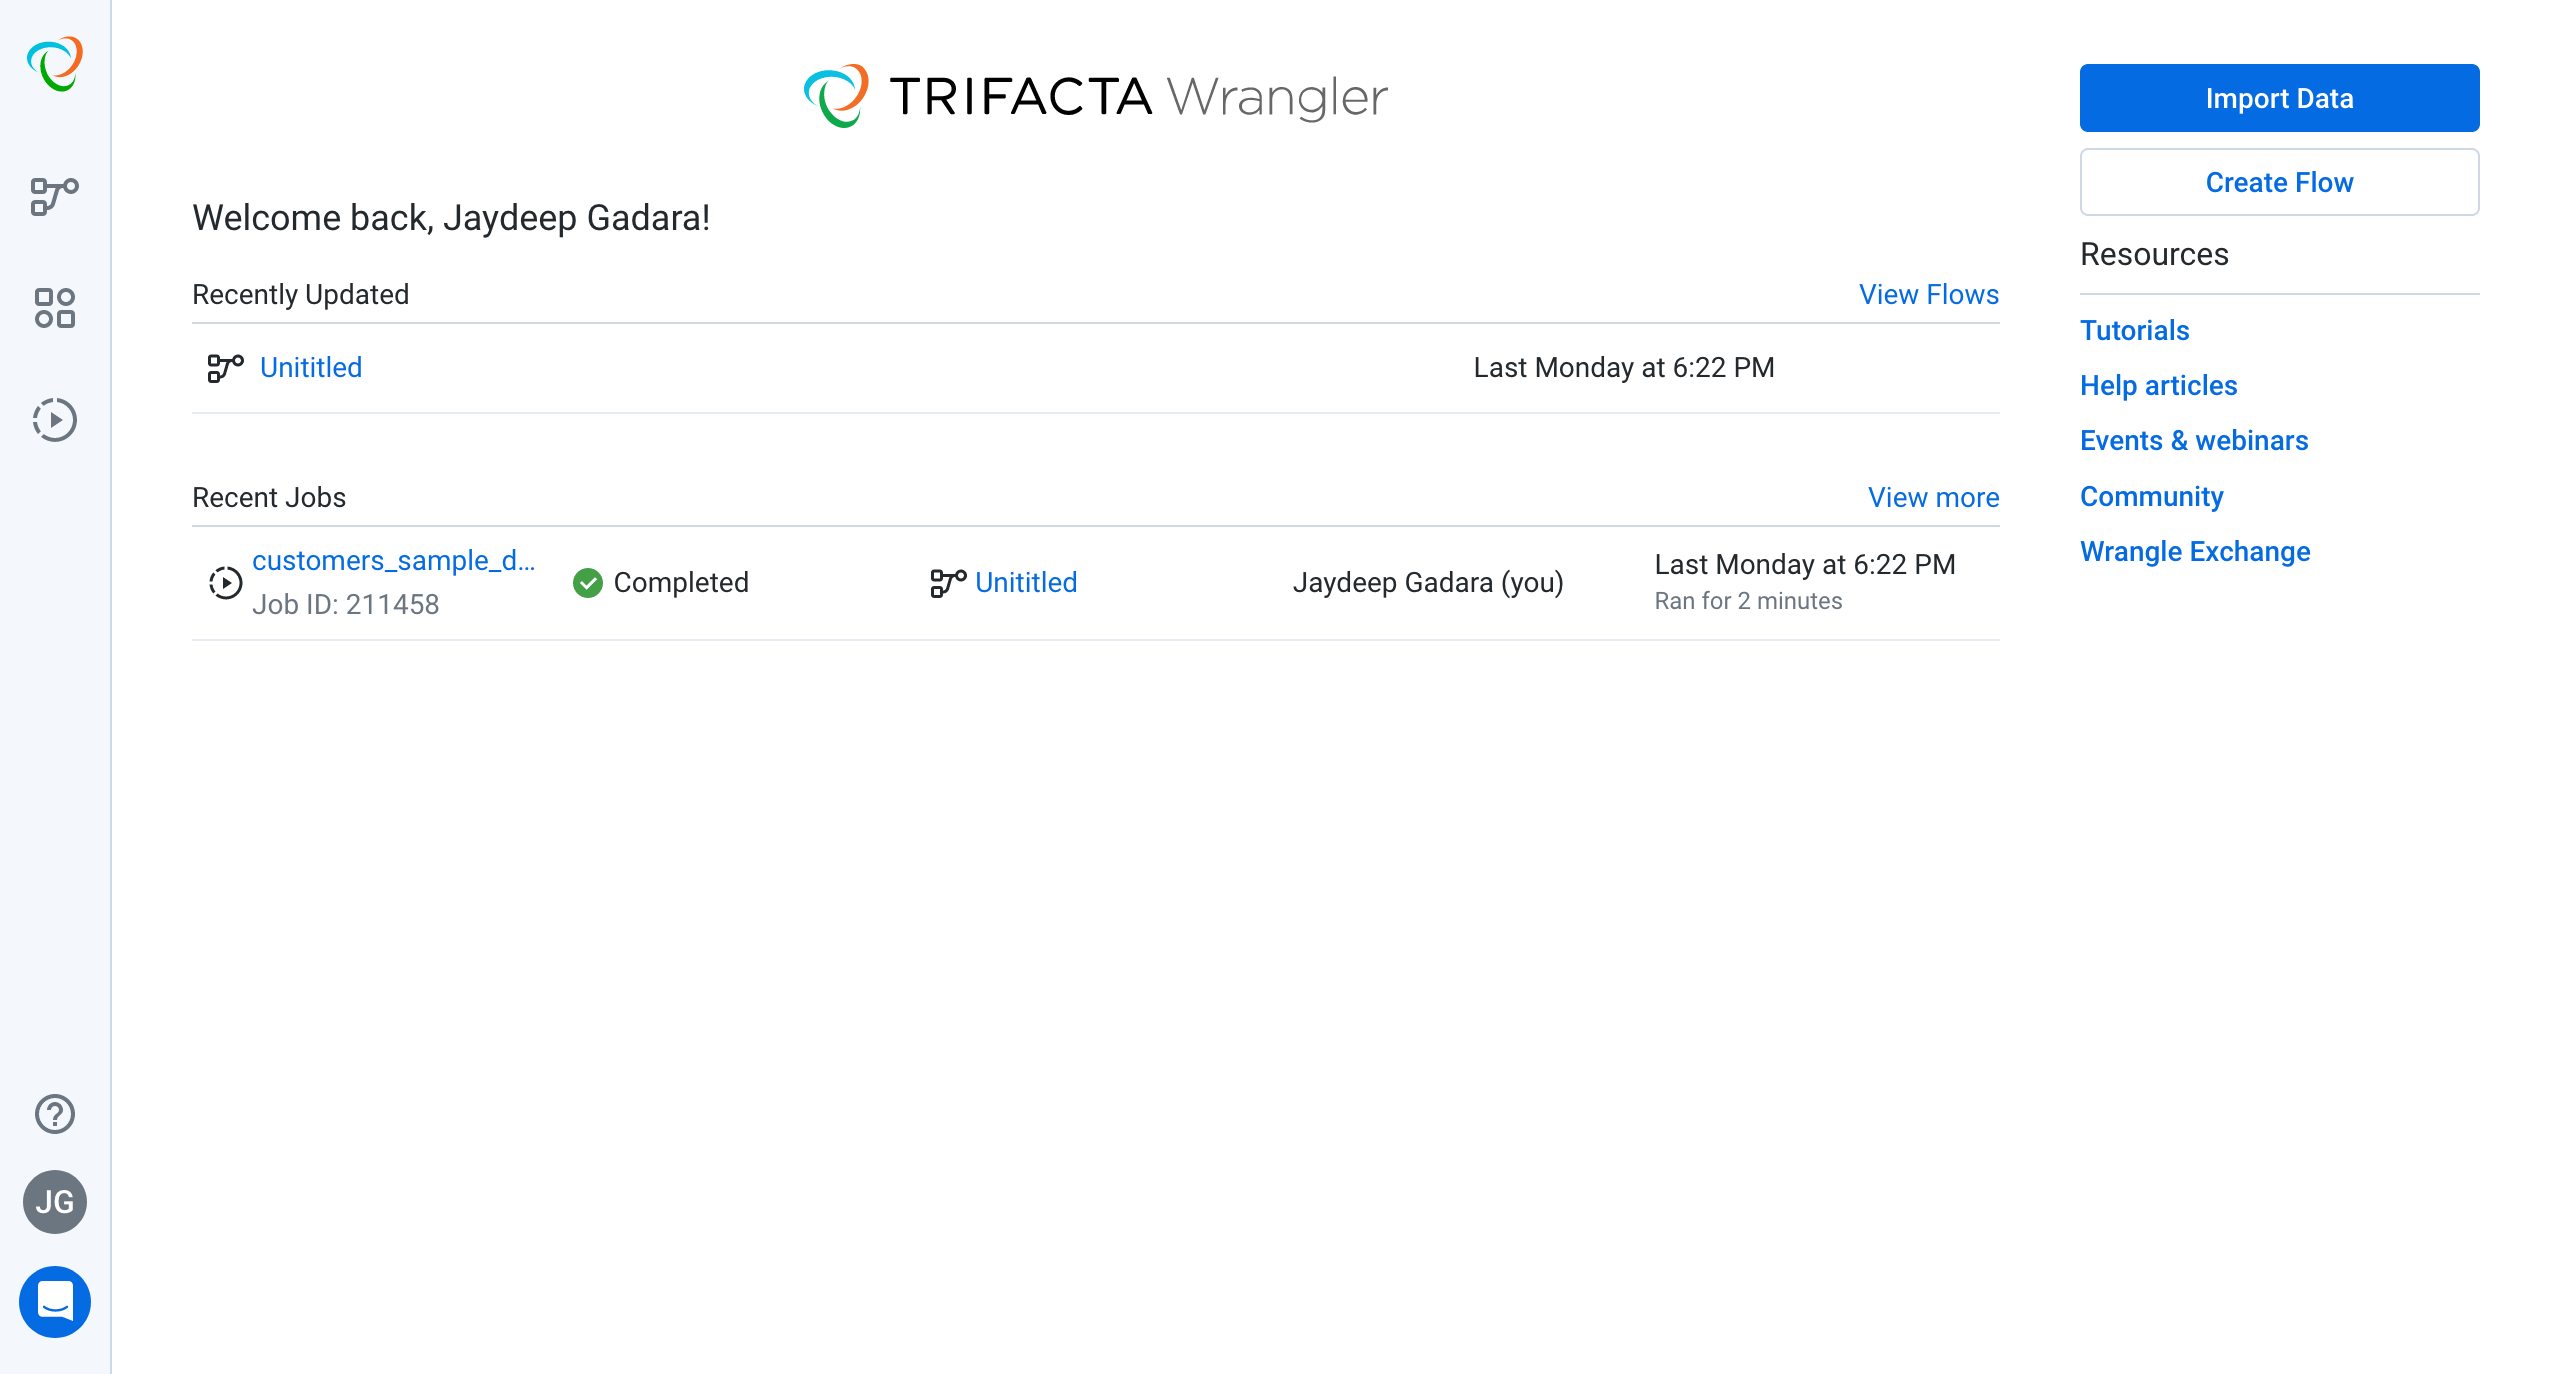 TRIFACTA Wrangler
Import Data
Create Flow
Welcome back, Jaydeep Gadara!
Resources
Recently Updated
View Flows
Tutorials
Unititled
Last Monday at 6:22 PM
Help articles
Events & webinars
Recent Jobs
View more
Community
customers_sample_d...
Job ID: 211458
Completed
Unititled
Jaydeep Gadara (you)
Last Monday at 6:22 PM
Ran for 2 minutes
Wrangle Exchange
JG